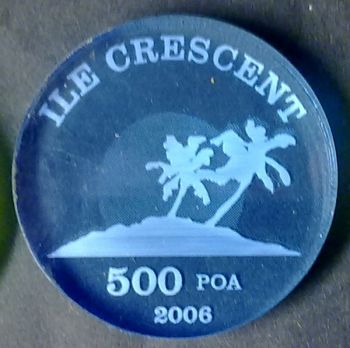 ILE CRESCENT
500 POA
2006